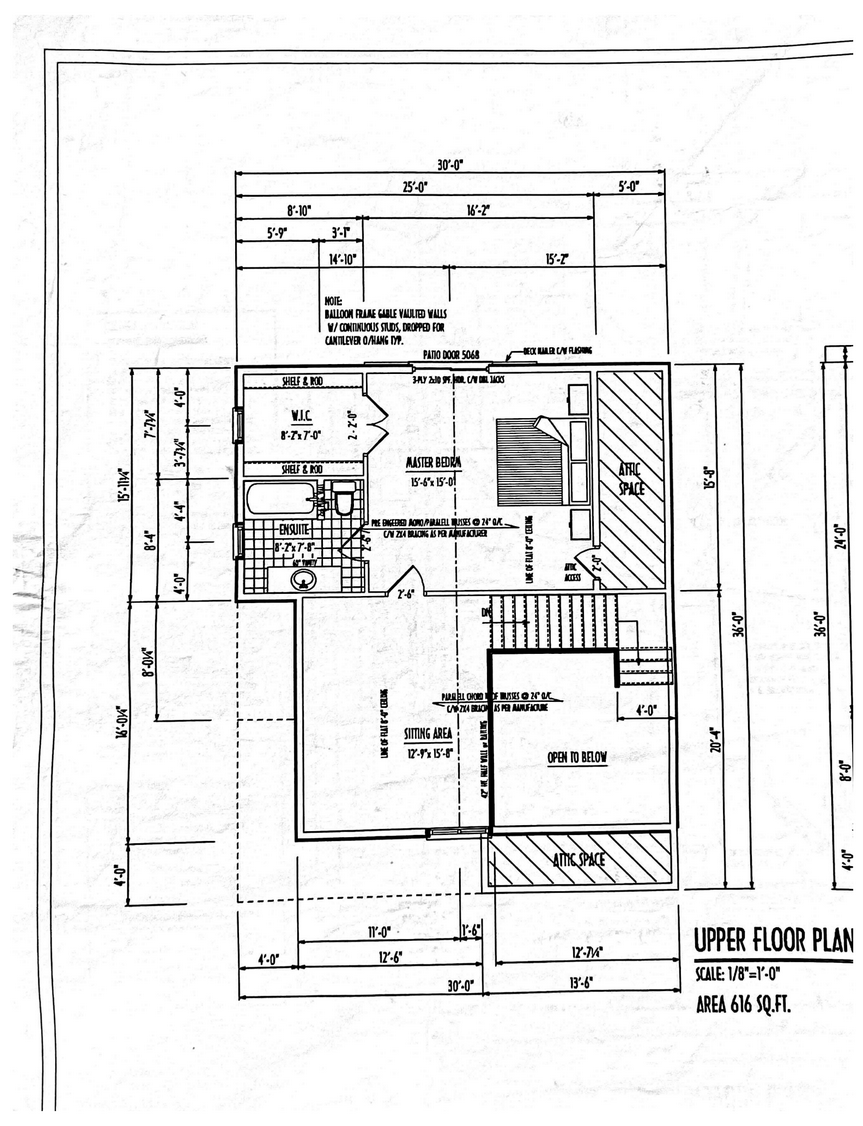 30'-0"
25'-0"
5'-0"
8'-10"
16'-2"
5'-9"
3'-1"
14'-10"
15'-2"
NOTE:
BALLOON FRAME GABLE VAULTED WALLS
W/ CONTINUOUS STUDS, DROPPED FOR
CANTILEVER O/HANG TYP.
PATIO DOOR 5068
DECK NAILER C/W FLASHING
3-PLY 2x10 SPF. HDR. C/W DBL JACKS
SHELF & ROD
W.I.C.
8'-2"x 7'-0"
2 - 2'-0"
SHELF & ROD
4'-0"
3'-7¼"
7'-7¼"
15'-11¼"
4'-4"
8'-4"
4'-0"
MASTER BEDRM
15'-6"x 15'-0"
ATTIC
SPACE
15'-8"
36'-0"
24'-0"
36'-0"
ENSUITE
8'-2"x 7'-8"
60" VANITY
2'-6"
PRE ENGEERED MONO/PARALELL TRUSSES @ 24" O/C
C/W 2X4 BRACING AS PER MANUFACTURER
LINE OF FLAT 8'-0" CEILING
ATTIC
ACCESS
2'-0"
2'-6"
DN
8'-0¼"
16'-0¼"
4'-0"
PARALELL CHORD ROOF TRUSSES @ 24" O/C
C/W 2X4 BRACING AS PER MANUFACTURE
LINE OF FLAT 8'-0" CEILING
SITTING AREA
12'-9"x 15'-8"
42" HT. HALF WALL or RAILING
4'-0"
OPEN TO BELOW
20'-4"
8'-0"
4'-0"
ATTIC SPACE
11'-0"
1'-6"
12'-7¼"
4'-0"
12'-6"
30'-0"
13'-6"
UPPER FLOOR PLAN
SCALE: 1/8"=1'-0"
AREA 616 SQ.FT.